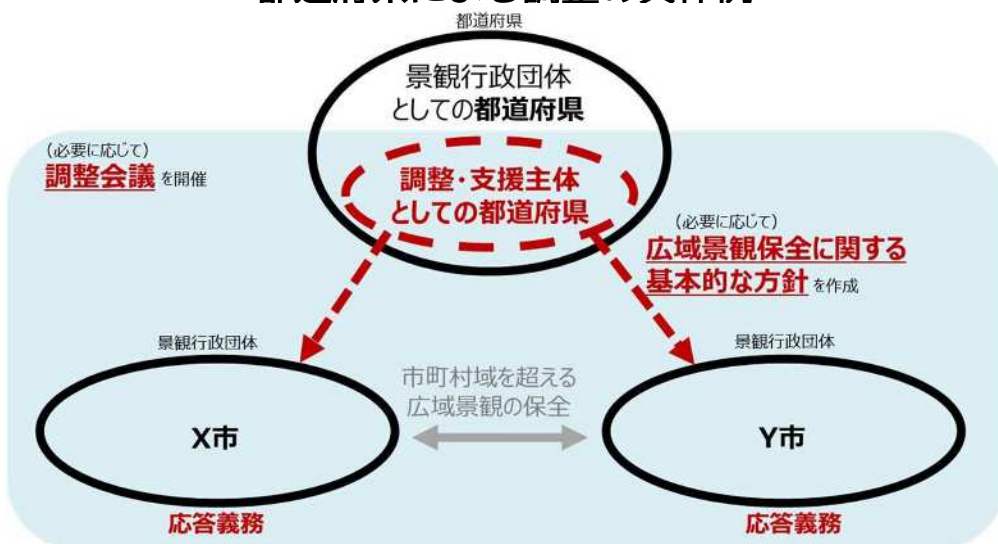 都道府県
景観行政団体
としての都道府県
(必要に応じて)
調整会議を開催
調整・支援主体
としての都道府県
(必要に応じて)
広域景観保全に関する
基本的な方針を作成
景観行政団体
景観行政団体
市町村域を超える
広域景観の保全
X市
Y市
応答義務
応答義務